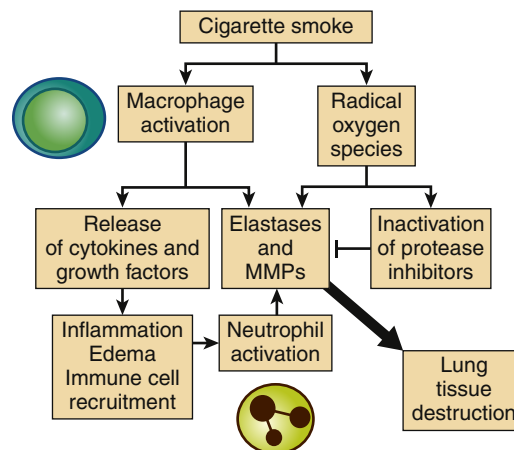 Cigarette smoke
Macrophage
activation
Radical
oxygen
species
Release
of cytokines and
growth factors
Elastases
and
MMPs
Inactivation
of protease
inhibitors
Inflammation
Edema
Immune cell
recruitment
Neutrophil
activation
Lung
tissue
destruction